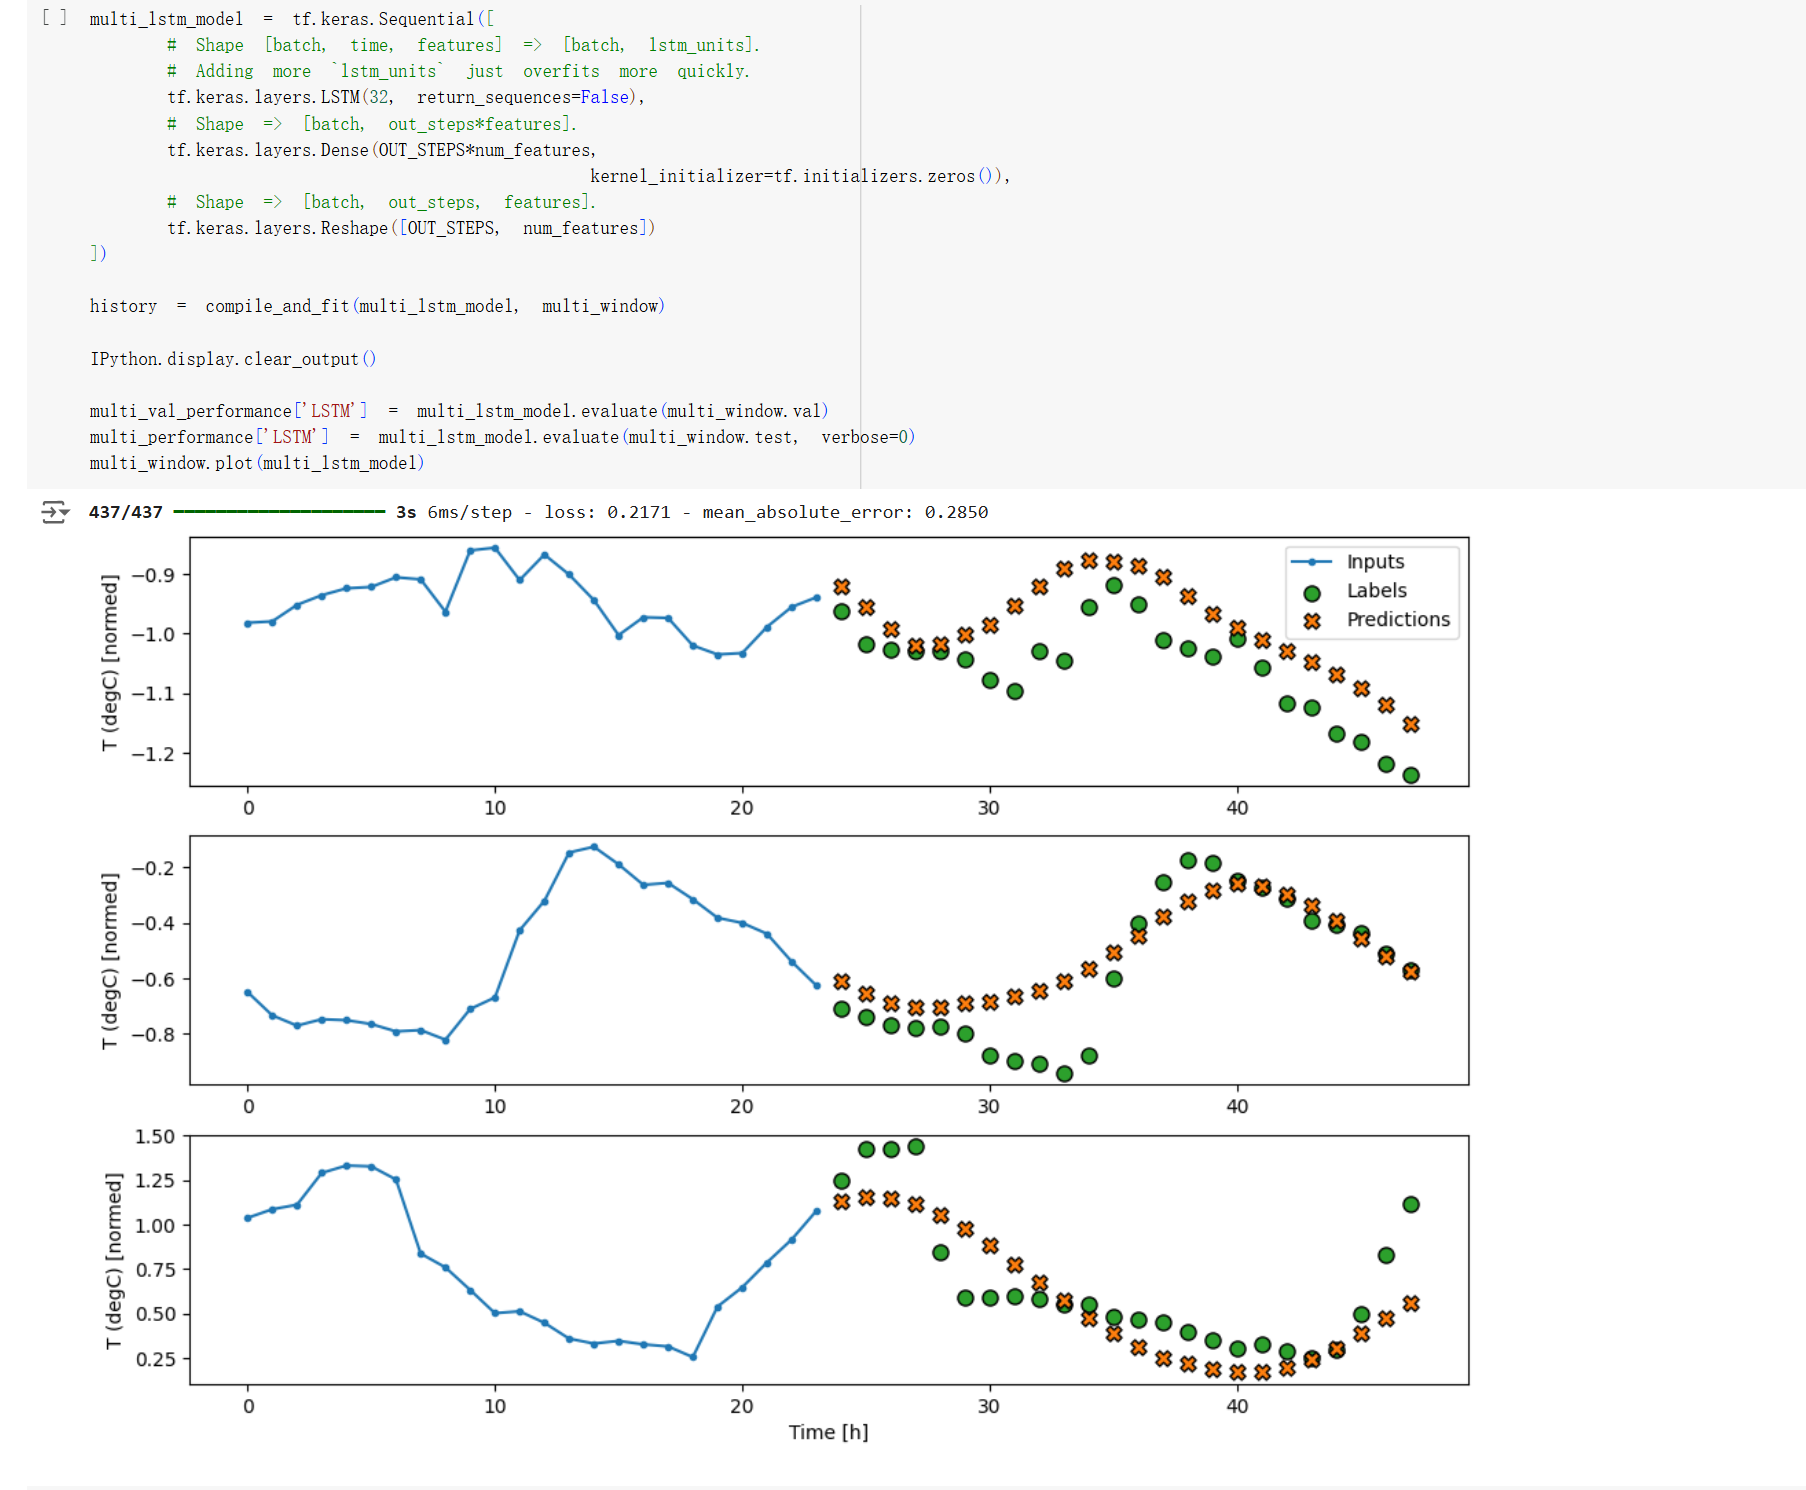 [ ] multi_lstm_model = tf.keras.Sequential([
# Shape [batch, time, features] => [batch, lstm_units].
# Adding more `lstm_units` just overfits more quickly.
tf.keras.layers.LSTM(32, return_sequences=False),
# Shape => [batch, out_steps*features].
tf.keras.layers.Dense(OUT_STEPS*num_features,
kernel_initializer=tf.initializers.zeros()),
# Shape => [batch, out_steps, features].
tf.keras.layers.Reshape([OUT_STEPS, num_features])
])
history = compile_and_fit(multi_lstm_model, multi_window)
IPython.display.clear_output()
multi_val_performance['LSTM'] = multi_lstm_model.evaluate(multi_window.val)
multi_performance['LSTM'] = multi_lstm_model.evaluate(multi_window.test, verbose=0)
multi_window.plot(multi_lstm_model)
437/437 ━━━━━━━━━━━━━━━━━━━━ 3s 6ms/step - loss: 0.2171 - mean_absolute_error: 0.2850
T (degC) [normed]
−0.9
−1.0
−1.1
−1.2
Inputs
Labels
Predictions
0 10 20 30 40
T (degC) [normed]
−0.2
−0.4
−0.6
−0.8
0 10 20 30 40
T (degC) [normed]
1.50
1.25
1.00
0.75
0.50
0.25
0 10 20 30 40
Time [h]